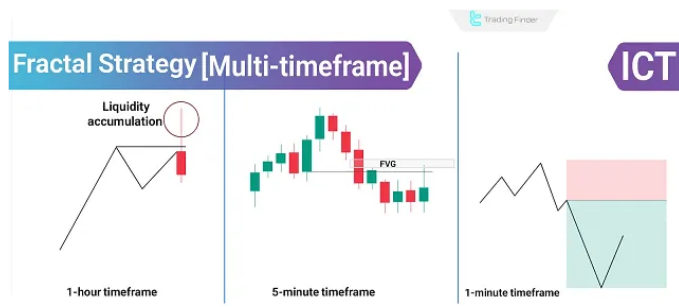 Trading Finder
Fractal Strategy [Multi-timeframe]
ICT
Liquidity
accumulation
FVG
1-hour timeframe
5-minute timeframe
1-minute timeframe